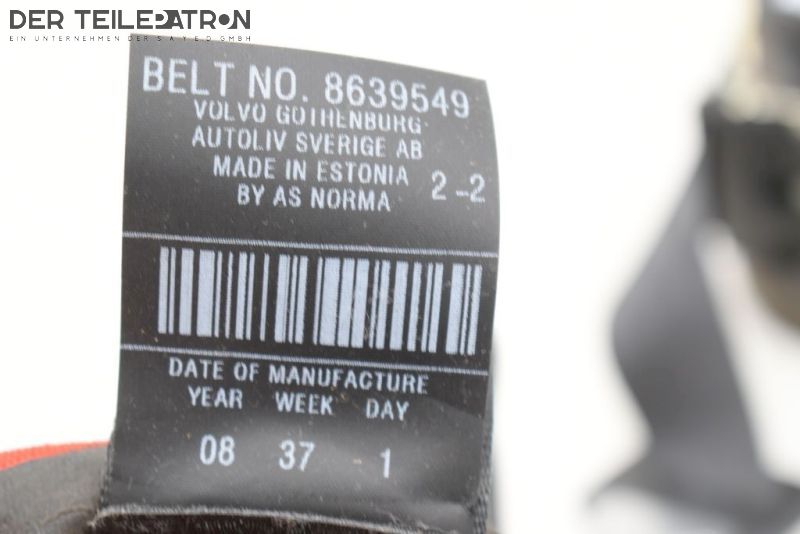 DER TEILEPATRON
EIN UNTERNEHMEN DER S.A.Y.E.D. GMBH
BELT NO. 8639549
VOLVO GOTHENBURG
AUTOLIV SVERIGE AB
MADE IN ESTONIA 2-2
BY AS NORMA
DATE OF MANUFACTURE
YEAR WEEK DAY
08 37 1